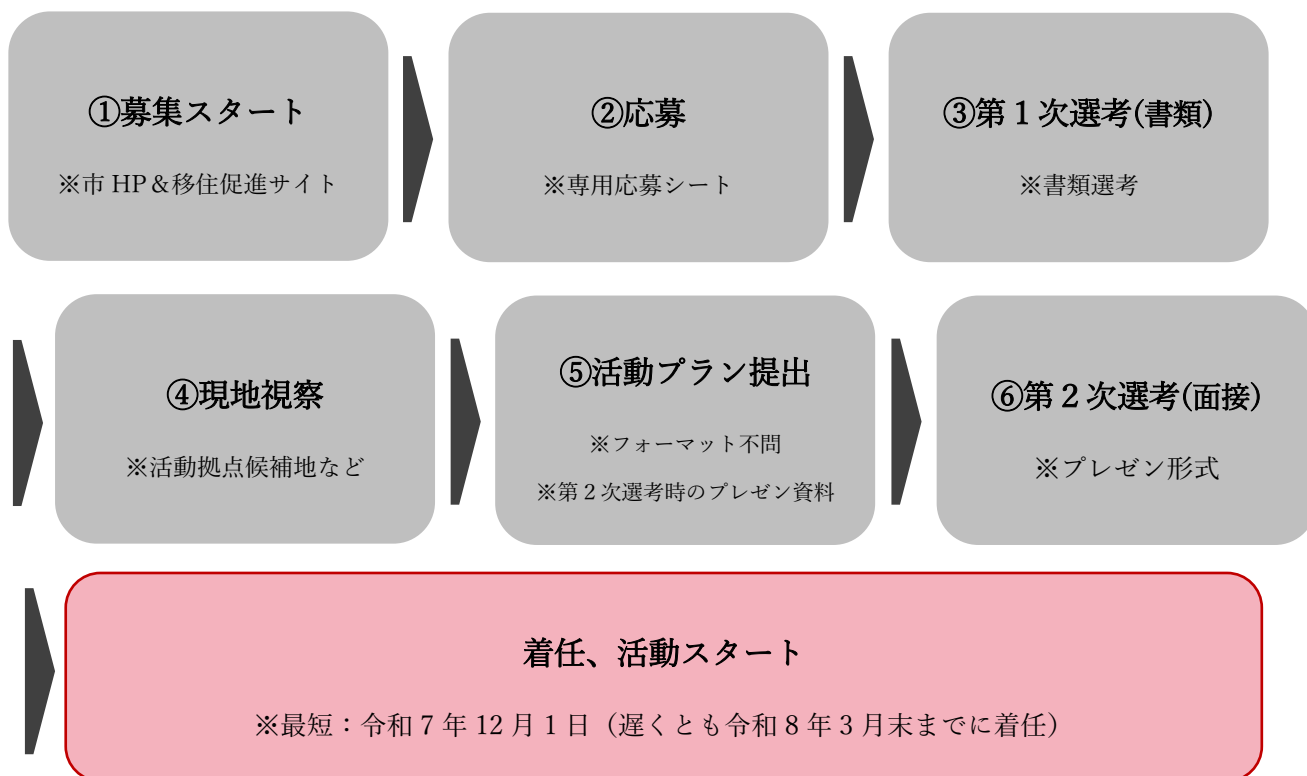 ①募集スタート
※市 HP＆移住促進サイト
②応募
※専用応募シート
③第１次選考(書類)
※書類選考
④現地視察
※活動拠点候補地など
⑤活動プラン提出
※フォーマット不問
※第２次選考時のプレゼン資料
⑥第２次選考(面接)
※プレゼン形式
着任、活動スタート
※最短：令和 7 年 12 月 1 日（遅くとも令和 8 年 3 月末までに着任）